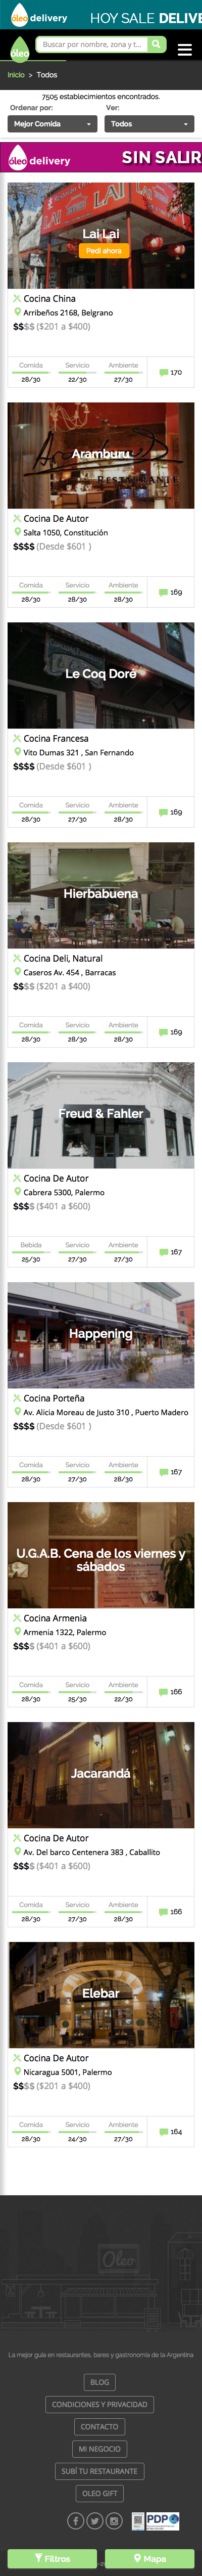 óleo delivery HOY SALE DELIVE
óleo Buscar por nombre, zona y t...
Inicio > Todos
7505 establecimientos encontrados.
Ordenar por: Ver:
Mejor Comida Todos
óleo delivery SIN SALIR
Lai Lai
Pedí ahora
Cocina China
Arribeños 2168, Belgrano
$$$$ ($201 a $400)
Comida Servicio Ambiente
28/30 22/30 27/30 170
Aramburu
RESTAURANTE
Cocina De Autor
Salta 1050, Constitución
$$$$ (Desde $601 )
Comida Servicio Ambiente
28/30 28/30 28/30 169
Le Coq Doré
Cocina Francesa
Vito Dumas 321 , San Fernando
$$$$ (Desde $601 )
Comida Servicio Ambiente
28/30 27/30 28/30 169
Hierbabuena
Cocina Deli, Natural
Caseros Av. 454 , Barracas
$$$$ ($201 a $400)
Comida Servicio Ambiente
28/30 28/30 28/30 169
Freud & Fahler
Cocina De Autor
Cabrera 5300, Palermo
$$$$ ($401 a $600)
Bebida Servicio Ambiente
25/30 27/30 27/30 167
Happening
Cocina Porteña
Av. Alicia Moreau de Justo 310 , Puerto Madero
$$$$ (Desde $601 )
Comida Servicio Ambiente
28/30 27/30 28/30 167
U.G.A.B. Cena de los viernes y
sábados
Cocina Armenia
Armenia 1322, Palermo
$$$$ ($401 a $600)
Comida Servicio Ambiente
28/30 25/30 22/30 166
Jacarandá
Cocina De Autor
Av. Del barco Centenera 383 , Caballito
$$$$ ($401 a $600)
Comida Servicio Ambiente
28/30 27/30 28/30 166
Elebar
Cocina De Autor
Nicaragua 5001, Palermo
$$$$ ($201 a $400)
Comida Servicio Ambiente
28/30 24/30 27/30 164
Oleo
La mejor guía en restaurantes, bares y gastronomía de la Argentina
BLOG
CONDICIONES Y PRIVACIDAD
CONTACTO
MI NEGOCIO
SUBÍ TU RESTAURANTE
OLEO GIFT
PDP
Filtros Mapa